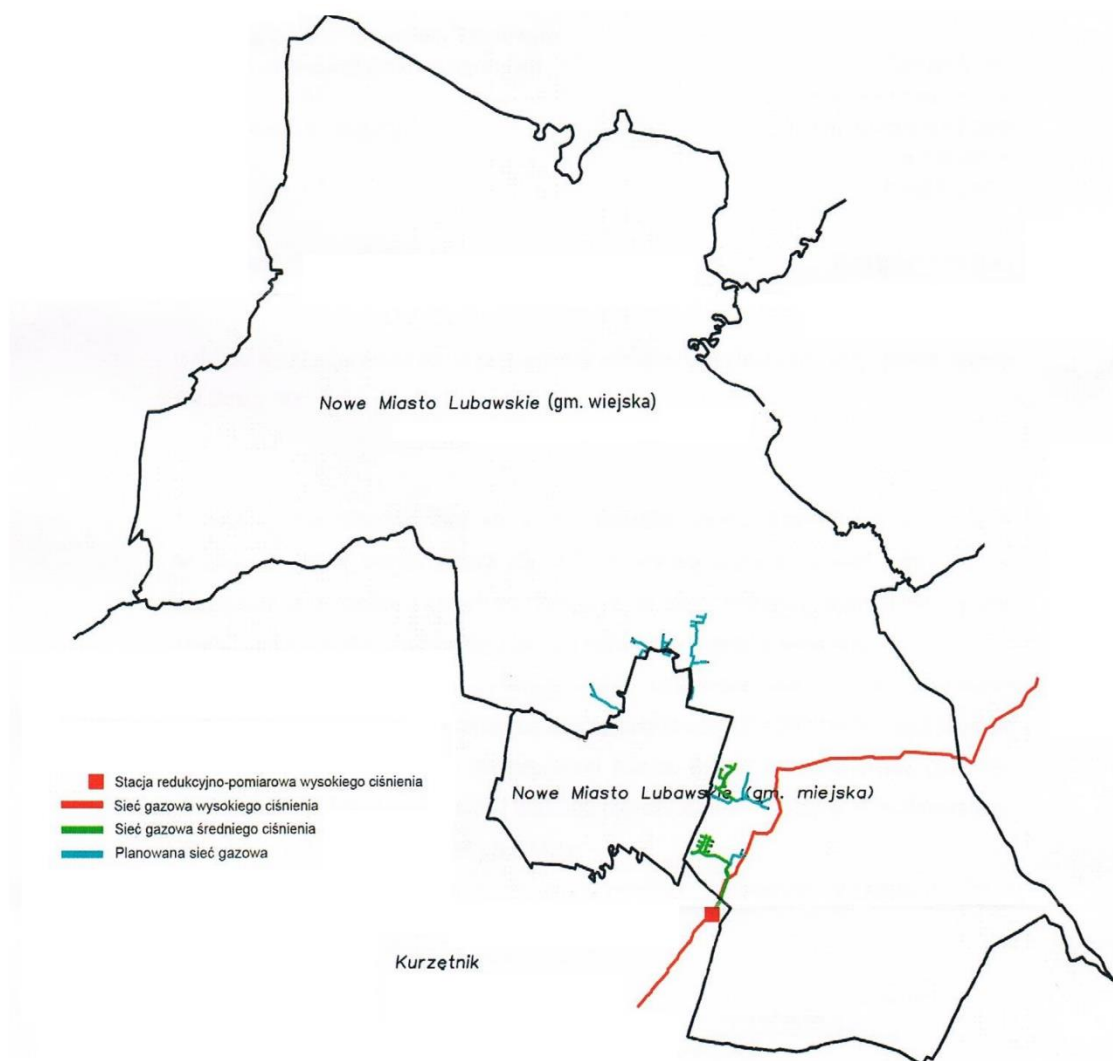 Nowe Miasto Lubawskie (gm. wiejska)
Stacja redukcyjno-pomiarowa wysokiego ciśnienia
Sieć gazowa wysokiego ciśnienia
Sieć gazowa średniego ciśnienia
Planowana sieć gazowa
Nowe Miasto Lubawskie (gm. miejska)
Kurzętnik